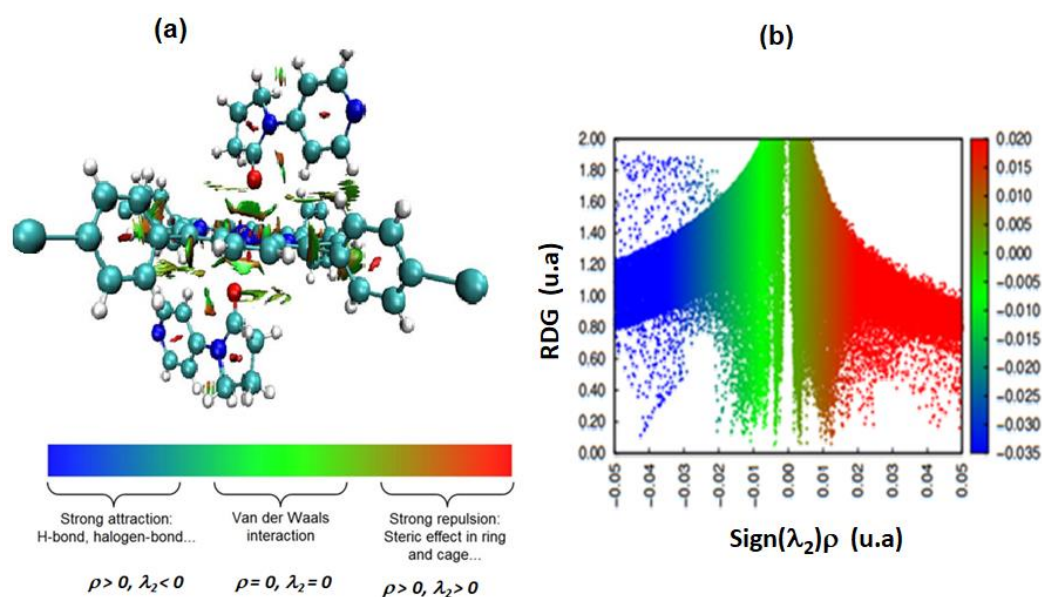 (a)
(b)
Strong attraction:
H-bond, halogen-bond...
Van der Waals
interaction
Strong repulsion:
Steric effect in ring
and cage...
ρ > 0, λ₂ < 0
ρ = 0, λ₂ = 0
ρ > 0, λ₂ > 0
RDG (u.a)
2.00
1.80
1.60
1.40
1.20
1.00
0.80
0.60
0.40
0.20
0.00
−0.05
−0.04
−0.03
−0.02
−0.01
0.00
0.01
0.02
0.03
0.04
0.05
Sign(λ₂)ρ (u.a)
0.020
0.015
0.010
0.005
0.000
−0.005
−0.010
−0.015
−0.020
−0.025
−0.030
−0.035